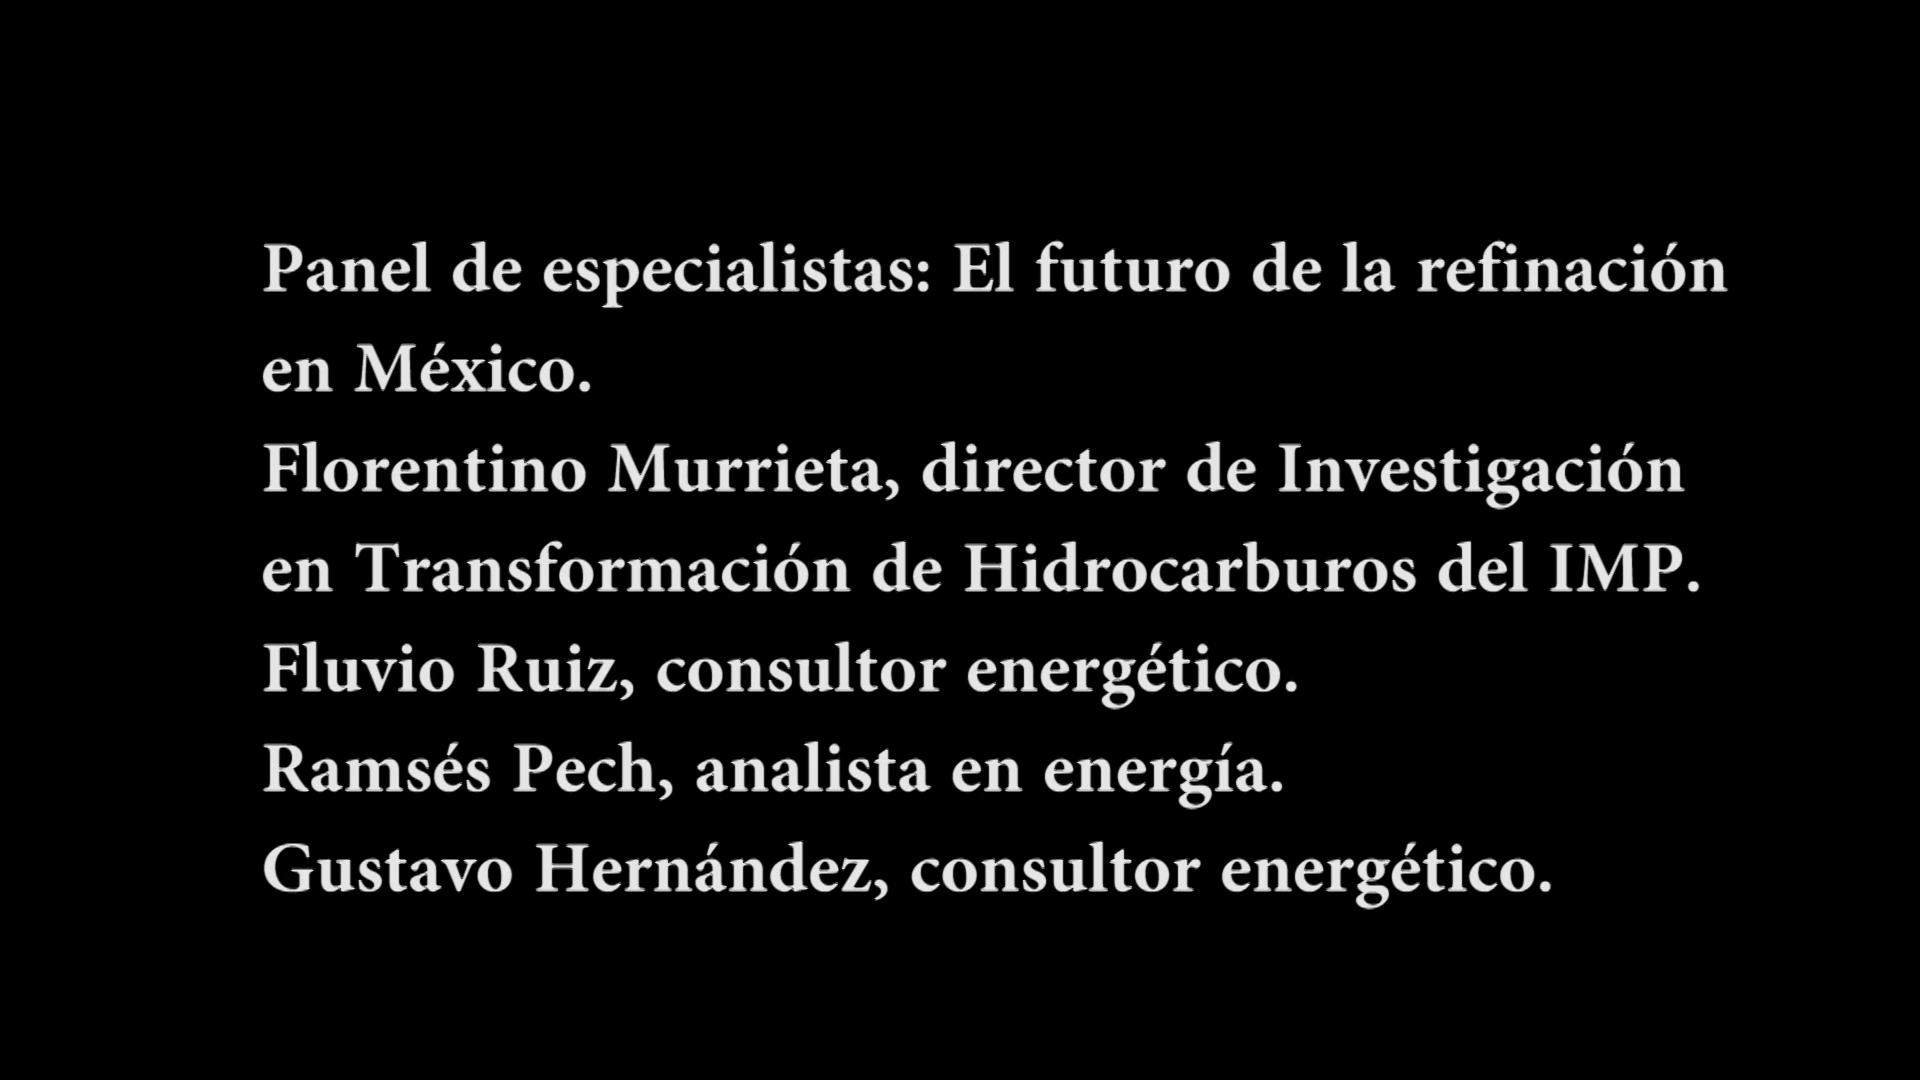 Panel de especialistas: El futuro de la refinación
en México.
Florentino Murrieta, director de Investigación
en Transformación de Hidrocarburos del IMP.
Fluvio Ruiz, consultor energético.
Ramsés Pech, analista en energía.
Gustavo Hernández, consultor energético.